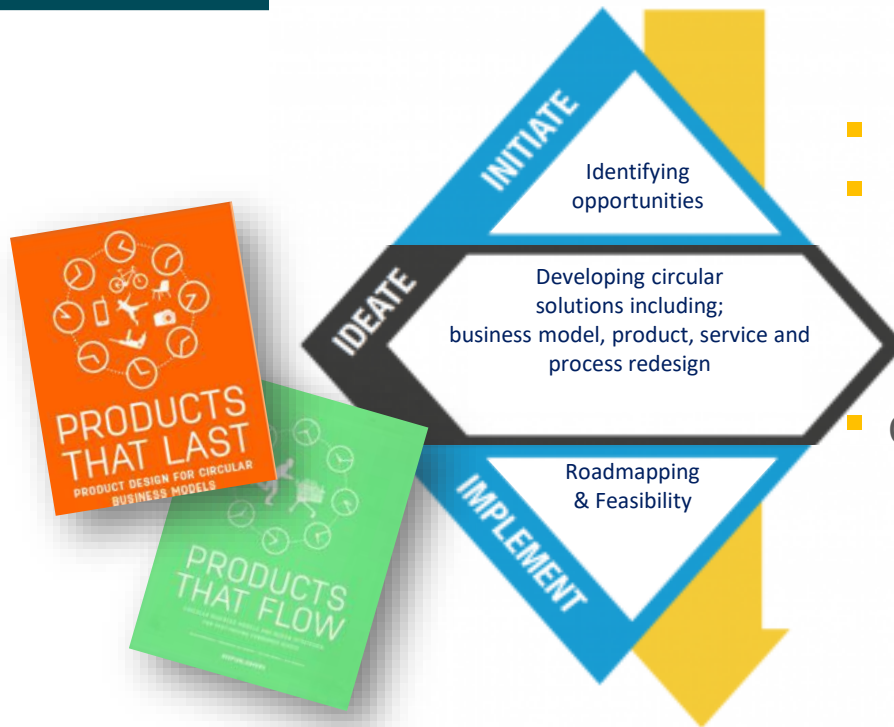 INITIATE
Identifying
opportunities
IDEATE
Developing circular
solutions including;
business model, product, service and
process redesign
IMPLEMENT
Roadmapping
& Feasibility
PRODUCTS
THAT LAST
PRODUCT DESIGN FOR CIRCULAR
BUSINESS MODELS
PRODUCTS
THAT FLOW